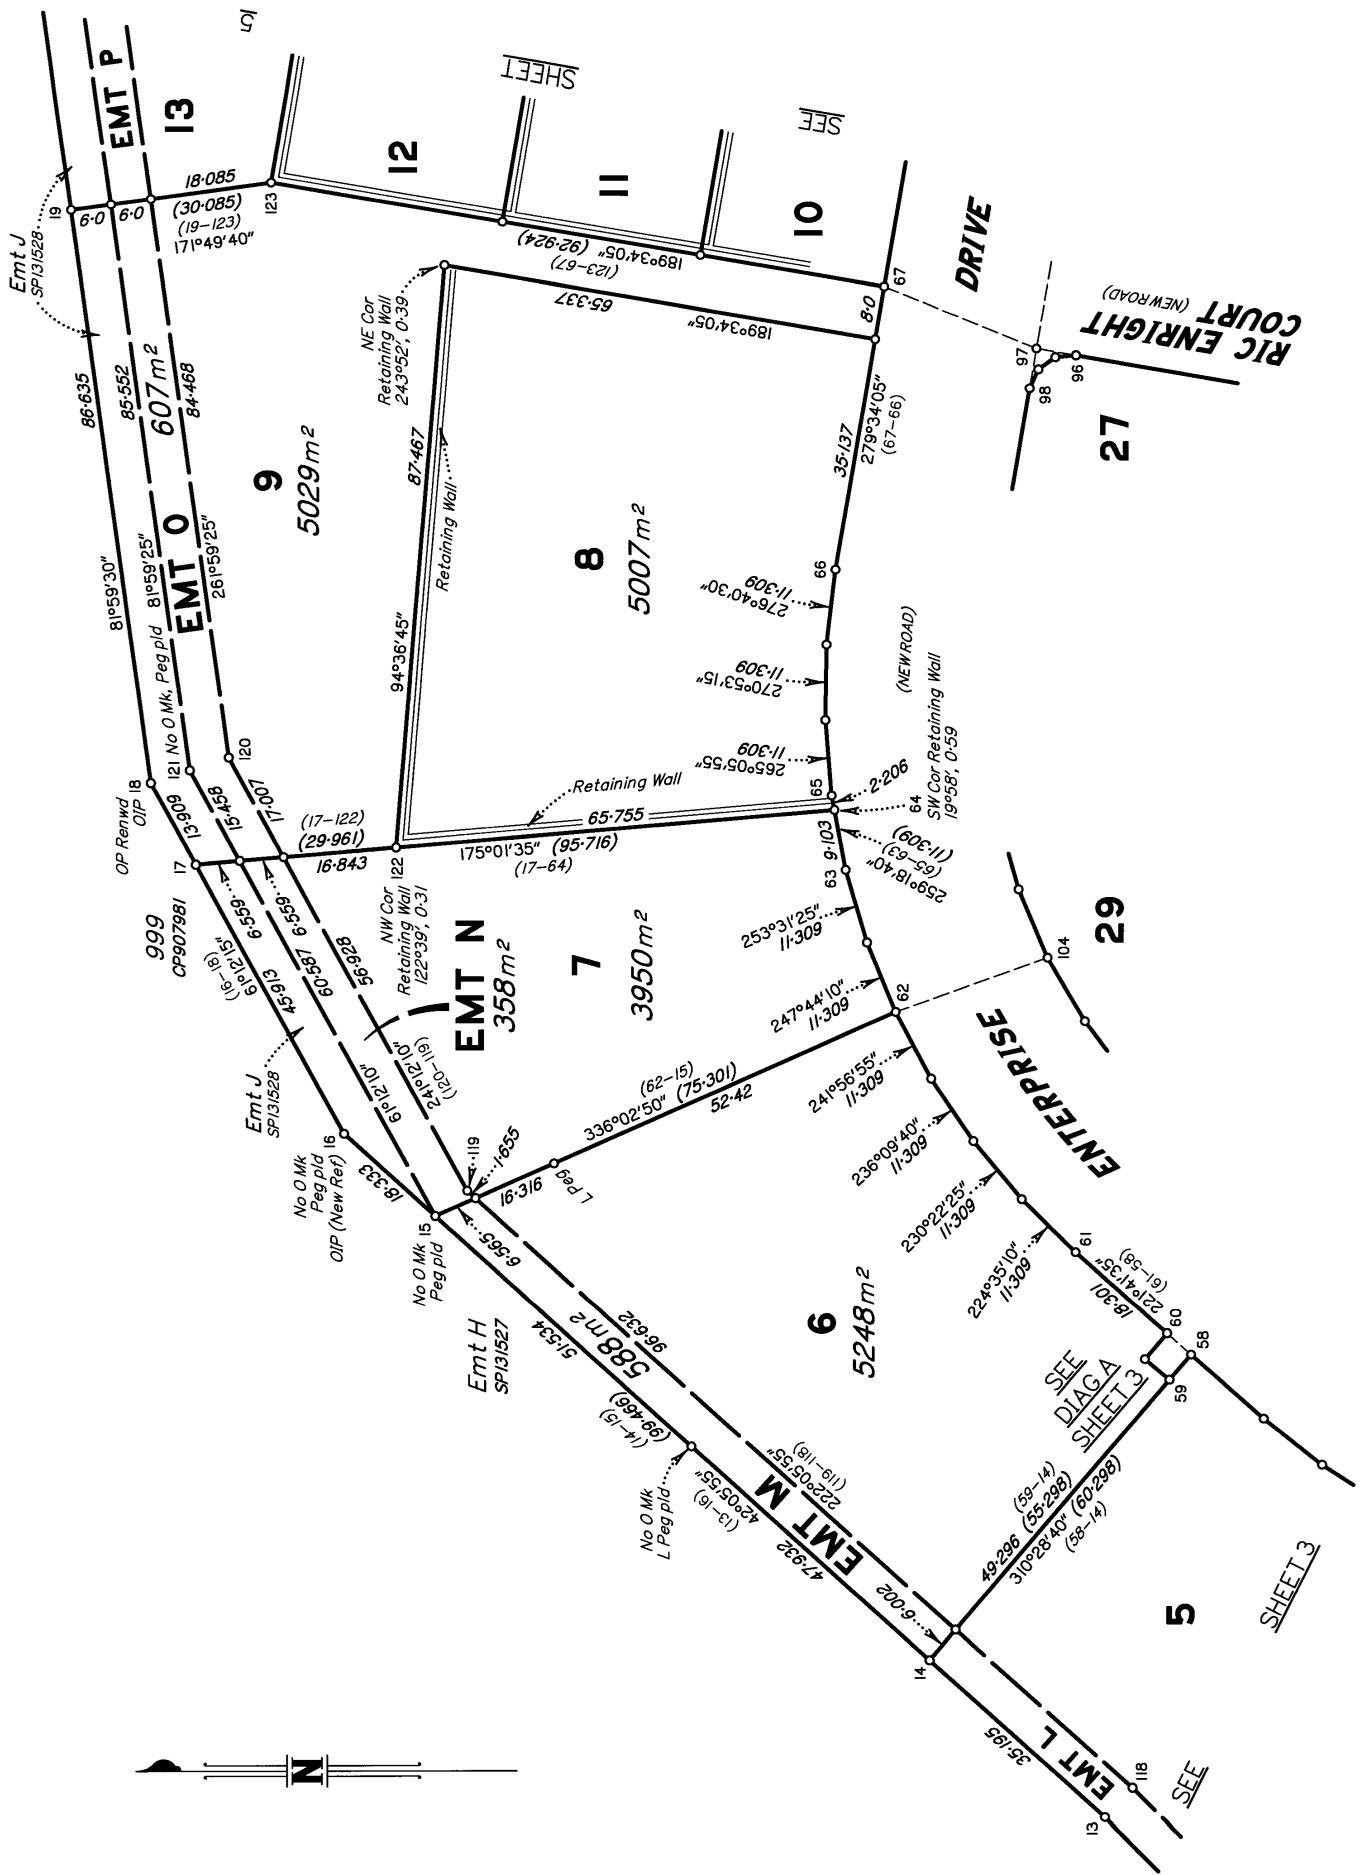 15
EMT P
13
SHEET
12
11
SEE
10
19
6·0
6·0
18·085
(30·085)
(19-123)
171°49'40"
123
Emt J
SP131528
86·635
85·552
607m²
84·468
81°59'30"
81°59'25"
EMT O
261°59'25"
189°34'05" (92·924)
(123-67)
NE Cor
Retaining Wall
243°52', 0·39
65·337
189°34'05"
8·0
67
DRIVE
RIC ENRIGHT
COURT
(NEW ROAD)
97
98
96
27
9
5029m²
87·467
Retaining Wall
94°36'45"
8
5007m²
35·137
279°34'05"
(67-66)
66
276°40'30"
11·309
270°53'15"
11·309
265°05'55"
11·309
(NEW ROAD)
65
2·206
64
SW Cor Retaining Wall
19°58', 0·59
Retaining Wall
65·755
175°01'35" (95·716)
(17-64)
OP Renwd
OIP
18
121 No O Mk, Peg pld
120
13·909
15·458
17·007
(17-122)
(29·961)
16·843
122
NW Cor
Retaining Wall
122°39', 0·31
17
999
CP907981
6·559
6·559
(16-18)
61°12'15"
45·913
60·587
56·928
61°12'10"
241°12'10"
(120-119)
EMT N
358m²
7
3950m²
63
9·103
259°18'40"
(65-63)
(11·309)
253°31'25"
11·309
247°44'10"
11·309
62
104
29
Emt J
SP131528
No O Mk
Peg pld
OIP (New Ref)
16
18·333
119
1·655
15
No O Mk
Peg pld
6·565
16·316
L Peg
(62-15)
336°02'50" (75·301)
52·42
241°56'55"
11·309
236°09'40"
11·309
230°22'25"
11·309
224°35'10"
11·309
ENTERPRISE
61
18·301
221°41'35"
(61-58)
60
58
59
SEE
DIAG A
SHEET 3
6
5248m²
Emt H
SP131527
51·534
588m²
96·632
(99·466)
(14-15)
No O Mk
L Peg pld
42°05'55"
(13-16)
47·932
EMT M
222°05'55"
(119-118)
6·002
(59-14)
49·296 (55·298)
310°28'40" (60·298)
(58-14)
14
5
SHEET 3
SEE
35·195
EMT L
118
13
N